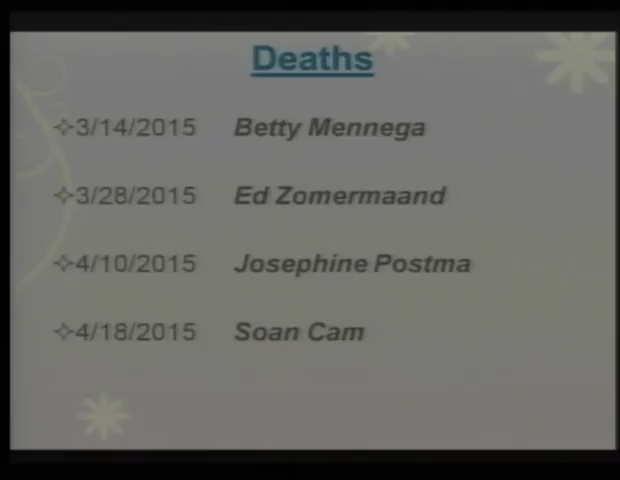 Deaths
✧3/14/2015 Betty Mennega
✧3/28/2015 Ed Zomermaand
✧4/10/2015 Josephine Postma
✧4/18/2015 Soan Cam